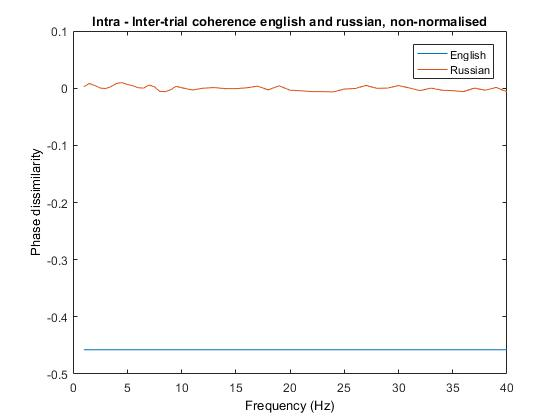 Intra - Inter-trial coherence english and russian, non-normalised
0.1
English
Russian
0
-0.1
-0.2
-0.3
-0.4
-0.5
Phase dissimilarity
0 5 10 15 20 25 30 35 40
Frequency (Hz)